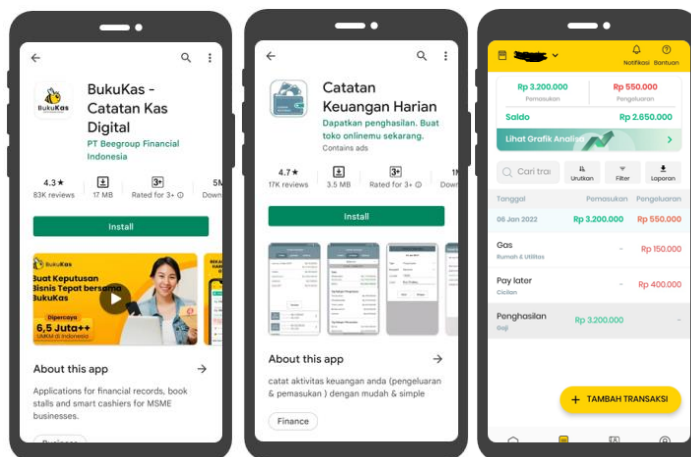 BukuKas -
Catatan Kas
Digital
PT Beegroup Financial
Indonesia
BukuKas
4.3★
83K reviews
17 MB
3+
Rated for 3+
5M
Down
Install
BukuKas
Buat Keputusan
Bisnis Tepat bersama
BukuKas
Dipercaya
6,5 Juta++
UMKM di Indonesia
About this app
Applications for financial records, book
stalls and smart cashiers for MSME
businesses.
Business
Catatan
Keuangan Harian
Dapatkan penghasilan. Buat
toko onlinemu sekarang.
Contains ads
4.7★
17K reviews
3.5 MB
3+
Rated for 3+
Install
About this app
catat aktivitas keuangan anda (pengeluaran
& pemasukan ) dengan mudah & simple
Finance
Notifikasi Bantuan
Rp 3.200.000 Rp 550.000
Pemasukan Pengeluaran
Saldo Rp 2.650.000
Lihat Grafik Analisa
Cari tra
Urutkan Filter Laporan
Tanggal Pemasukan Pengeluaran
06 Jan 2022 Rp 3.200.000 Rp 550.000
Gas - Rp 150.000
Rumah & Utilitas
Pay later - Rp 400.000
Cicilan
Penghasilan Rp 3.200.000 -
Gaji
+ TAMBAH TRANSAKSI